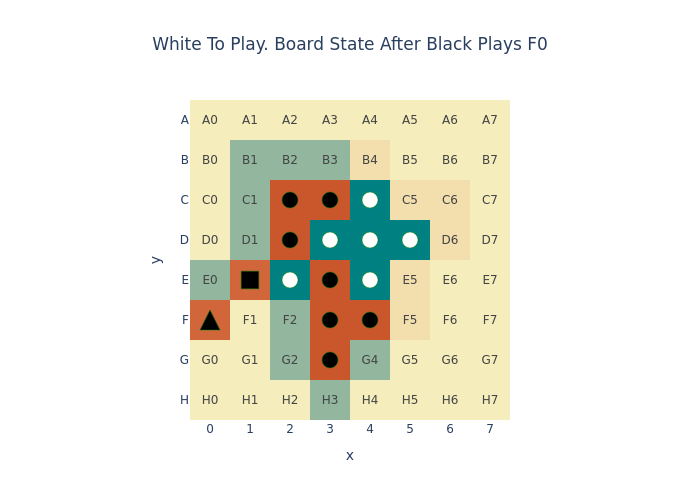 White To Play. Board State After Black Plays F0
A A0 A1 A2 A3 A4 A5 A6 A7
B B0 B1 B2 B3 B4 B5 B6 B7
C C0 C1 C5 C6 C7
D D0 D1 D6 D7
y
E E0 E5 E6 E7
F F1 F2 F5 F6 F7
G G0 G1 G2 G4 G5 G6 G7
H H0 H1 H2 H3 H4 H5 H6 H7
0 1 2 3 4 5 6 7
x